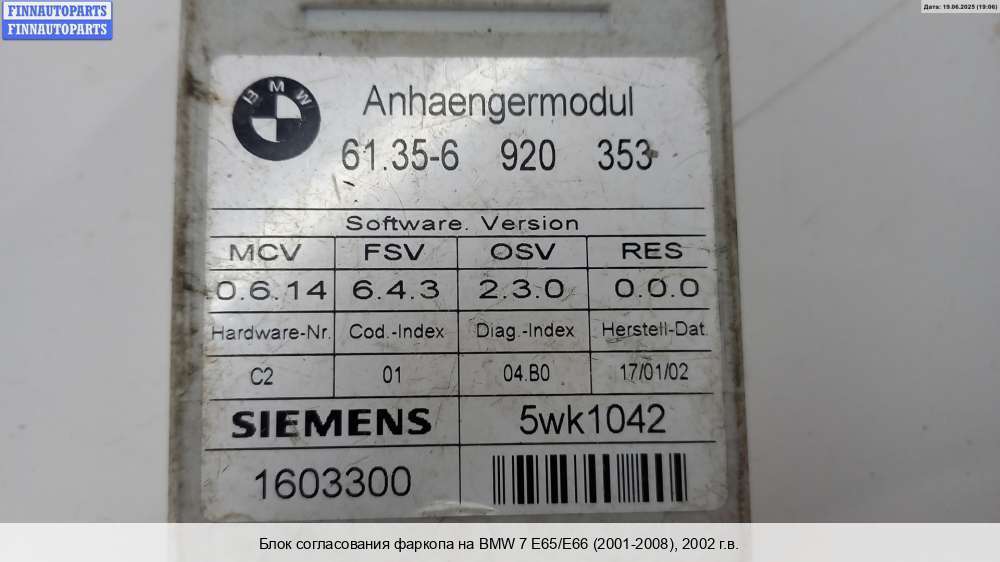 FINNAUTOPARTS
FINNAUTOPARTS
Дата: 19.06.2025 (19:06)
BMW
Anhaengermodul
61.35-6 920 353
Software. Version
MCV FSV OSV RES
0.6.14 6.4.3 2.3.0 0.0.0
Hardware-Nr. Cod.-Index Diag.-Index Herstell-Dat.
C2 01 04.B0 17/01/02
SIEMENS 5wk1042
1603300
Блок согласования фаркопа на BMW 7 E65/E66 (2001-2008), 2002 г.в.